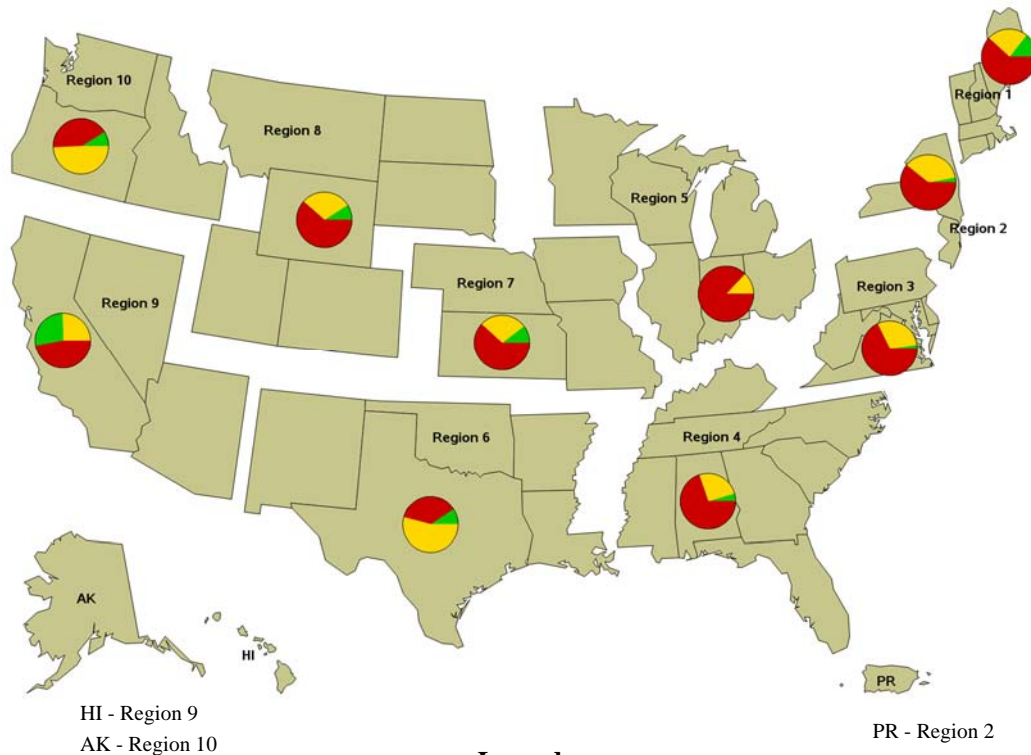 Region 10
Region 8
Region 1
Region 5
Region 2
Region 9
Region 7
Region 3
Region 6
Region 4
AK
HI
PR
HI - Region 9
AK - Region 10
PR - Region 2